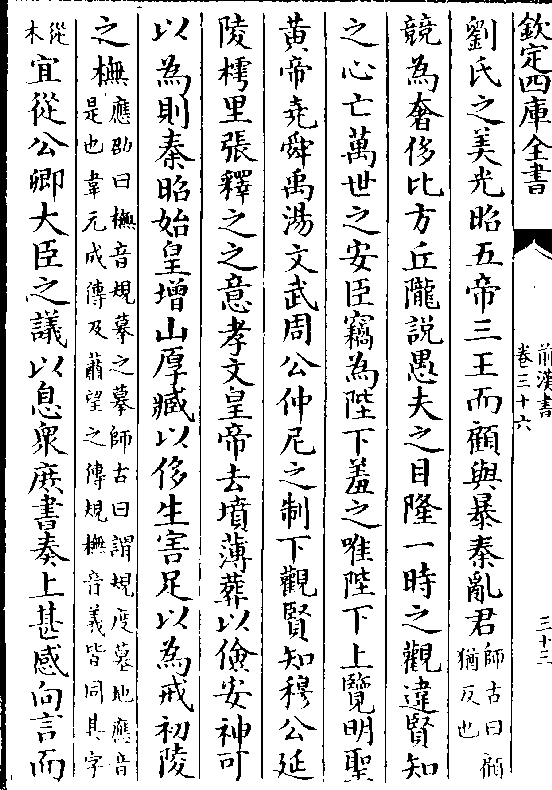 欽定四庫全書
前漢書
卷三十六
三十三
劉氏之美光昭五帝三王而顧與暴秦亂君師古曰顧猶反也
競為奢侈比方丘隴說愚夫之目隆一時之觀違賢知
之心亡萬世之安臣竊為陛下羞之唯陛下上覽明聖
黃帝堯舜禹湯文武周公仲尼之制下觀賢知穆公延
陵樗里張釋之之意孝文皇帝去墳薄葬以儉安神可
以為則秦昭始皇增山厚臧以侈生害足以為戒初陵
之橅應劭曰橅音規摹之摹師古曰謂規度墓地應音是也韋元成傳及蕭望之傳規橅音義皆同其字
從木宜從公卿大臣之議以息衆庶書奏上甚感向言而